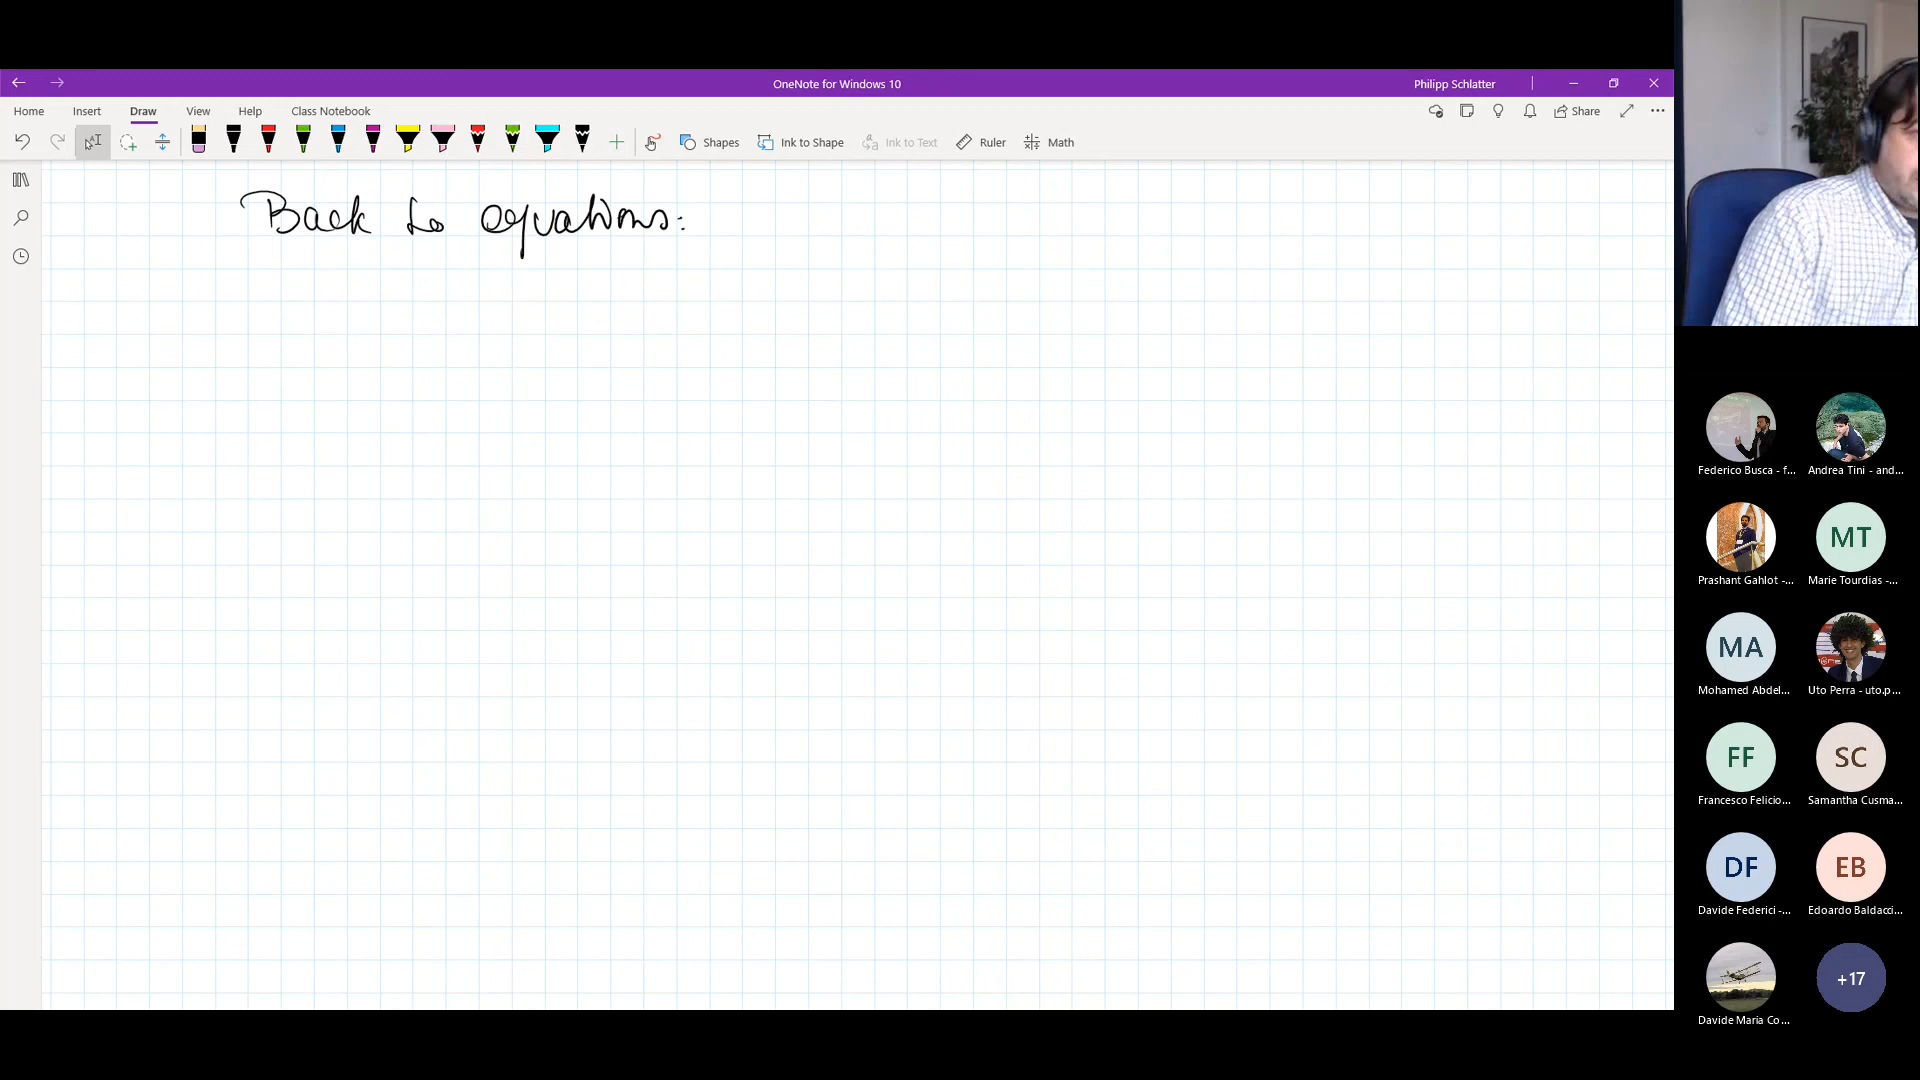 OneNote for Windows 10
Philipp Schlatter
Home Insert Draw View Help Class Notebook
Share
Shapes Ink to Shape Ink to Text Ruler Math
Back to equations:
Federico Busca - f...
Andrea Tini - and...
Prashant Gahlot -...
MT
Marie Tourdias -...
MA
Mohamed Abdel...
Uto Perra - uto.p...
FF
Francesco Felicio...
SC
Samantha Cusma...
DF
Davide Federici -...
EB
Edoardo Baldacci...
Davide Maria Co...
+17